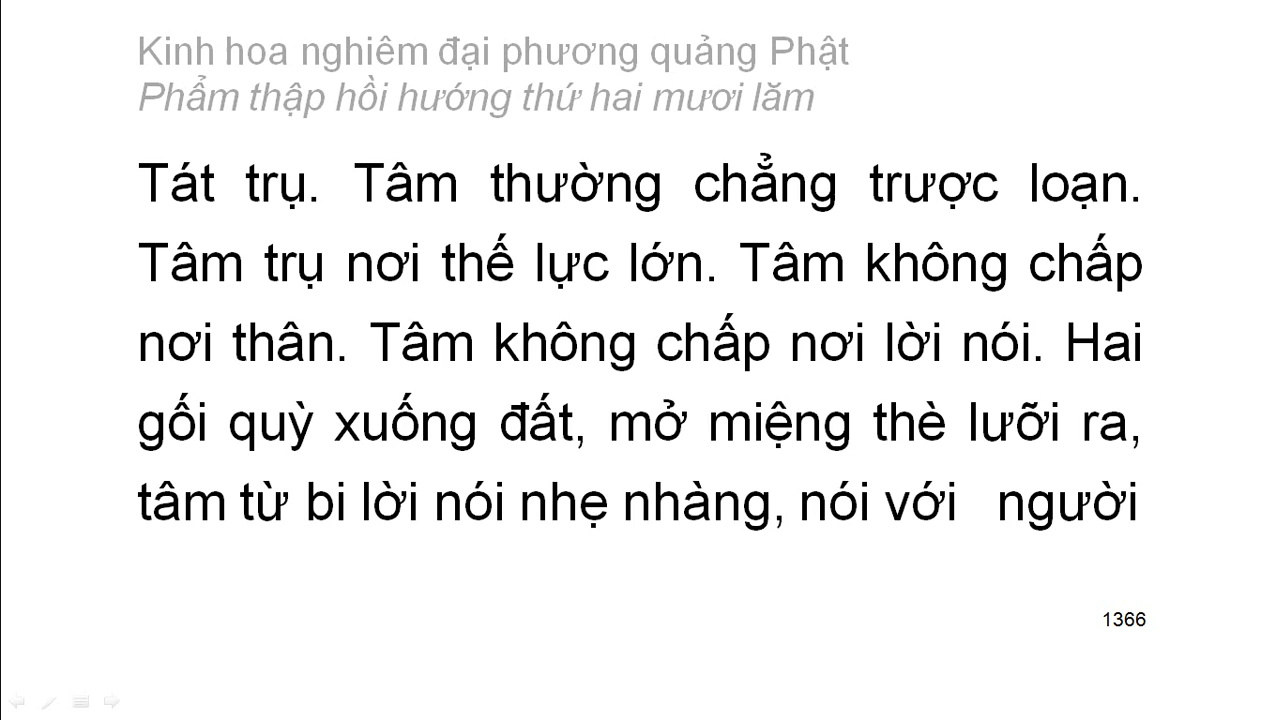 Kinh hoa nghiêm đại phương quảng Phật
Phẩm thập hồi hướng thứ hai mươi lăm
Tát trụ. Tâm thường chẳng trược loạn.
Tâm trụ nơi thế lực lớn. Tâm không chấp
nơi thân. Tâm không chấp nơi lời nói. Hai
gối quỳ xuống đất, mở miệng thè lưỡi ra,
tâm từ bi lời nói nhẹ nhàng, nói với người
1366